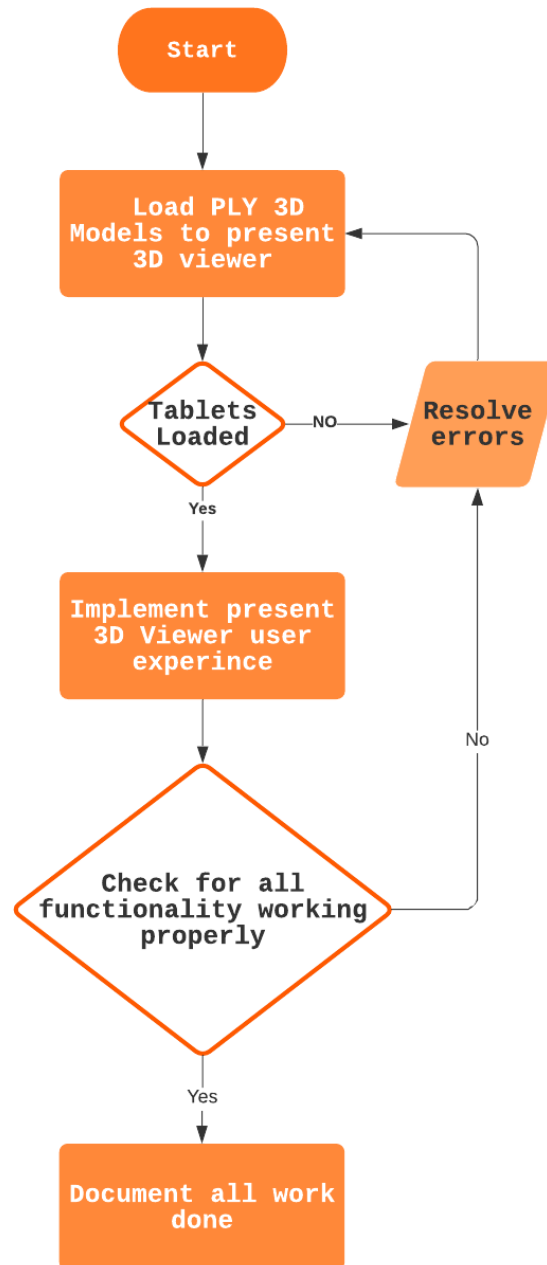 Start
Load PLY 3D
Models to present
3D viewer
Tablets
Loaded
NO
Resolve
errors
Yes
Implement present
3D Viewer user
experince
No
Check for all
functionality working
properly
Yes
Document all work
done